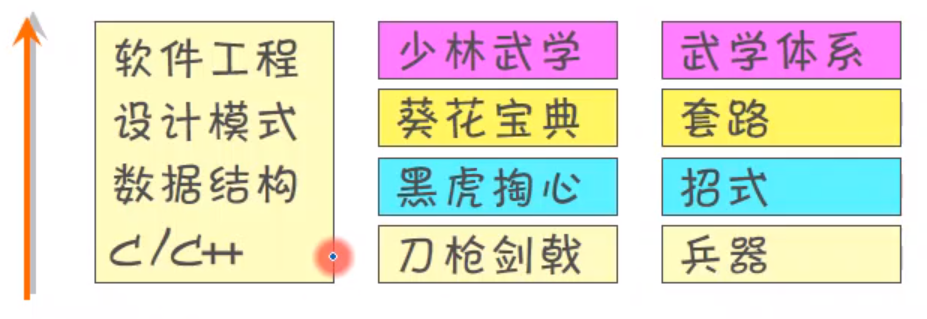 软件工程
设计模式
数据结构
C/C++
少林武学
葵花宝典
黑虎掏心
刀枪剑戟
武学体系
套路
招式
兵器